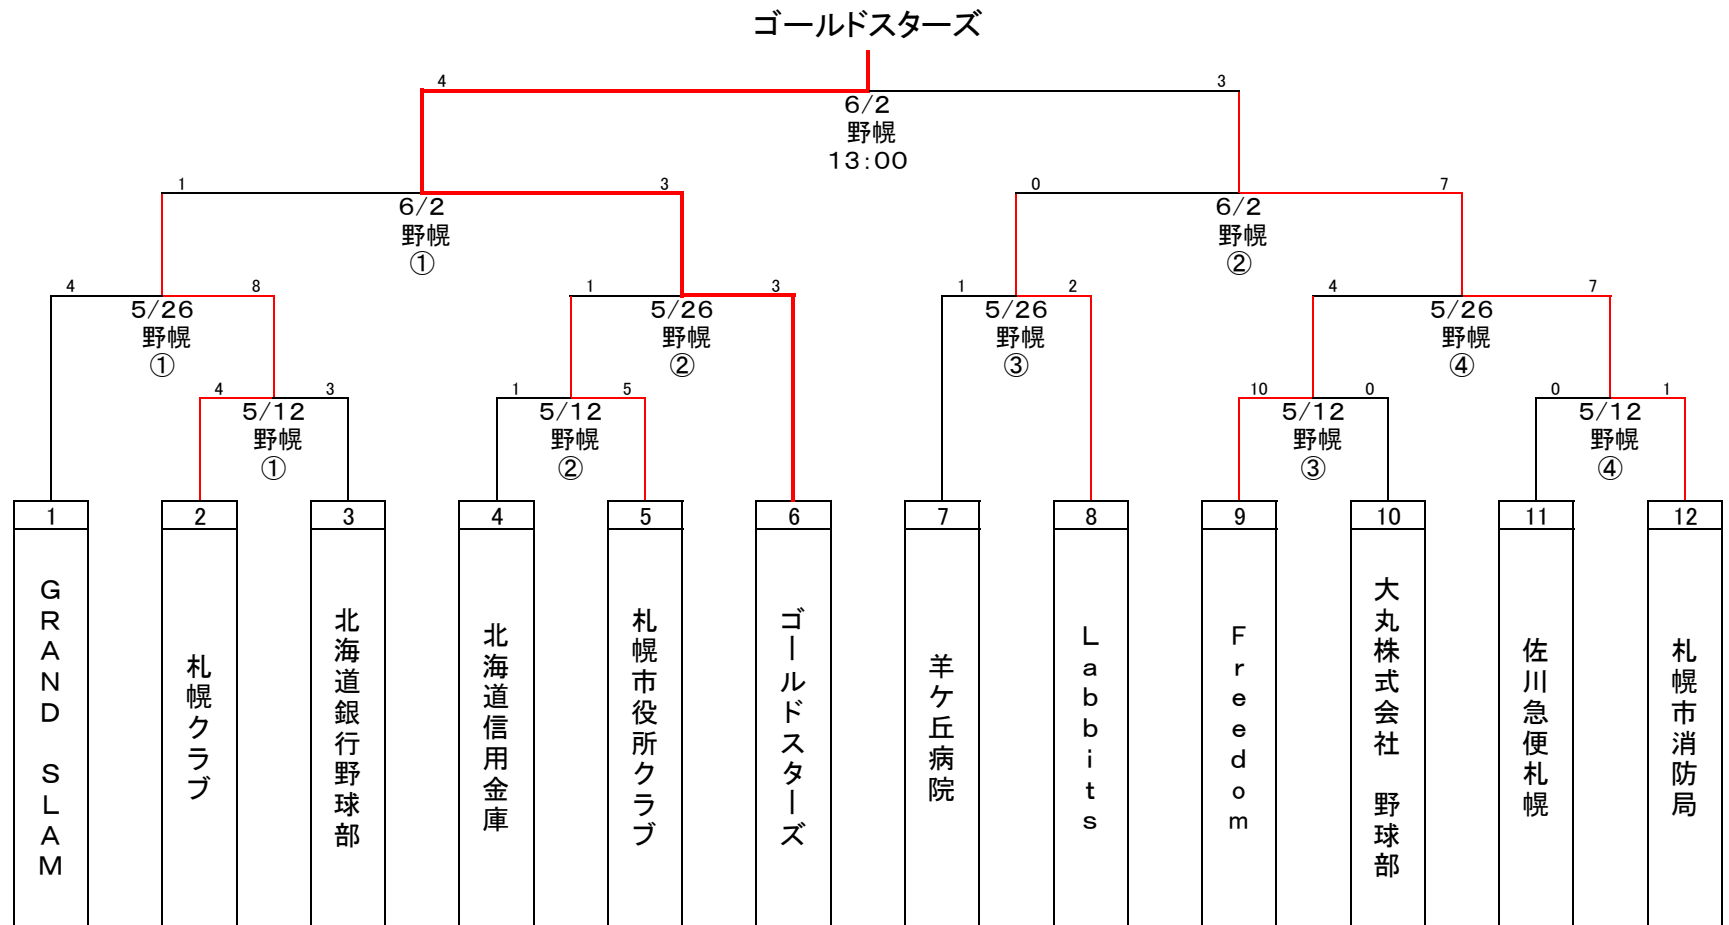 ゴールドスターズ
4
3
6/2
野幌
13:00
1
3
0
7
6/2
野幌
①
6/2
野幌
②
4
8
1
3
1
2
4
7
5/26
野幌
①
5/26
野幌
②
5/26
野幌
③
5/26
野幌
④
4
3
1
5
10
0
0
1
5/12
野幌
①
5/12
野幌
②
5/12
野幌
③
5/12
野幌
④
1
2
3
4
5
6
7
8
9
10
11
12
GRAND SLAM
札幌クラブ
北海道銀行野球部
北海道信用金庫
札幌市役所クラブ
ゴールドスターズ
羊ケ丘病院
Labbits
Freedom
大丸株式会社 野球部
佐川急便札幌
札幌市消防局